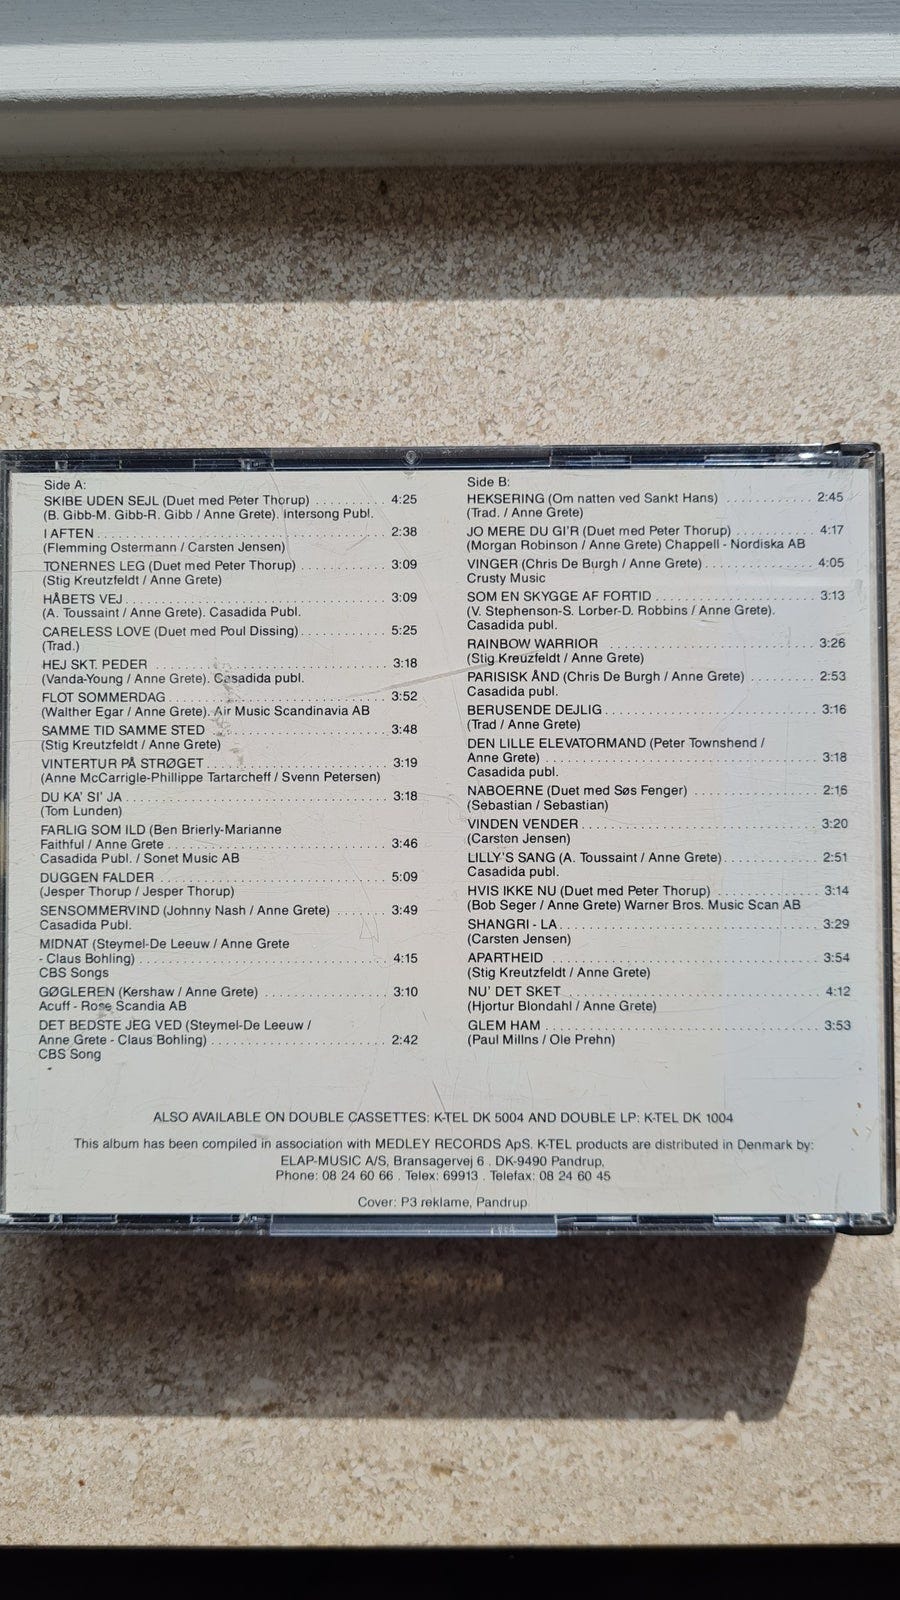 Side A:
SKIBE UDEN SEJL (Duet med Peter Thorup) ............ 4:25
(B. Gibb-M. Gibb-R. Gibb / Anne Grete). Intersong Publ.
I AFTEN ............ 2:38
(Flemming Ostermann / Carsten Jensen)
TONERNES LEG (Duet med Peter Thorup) ............ 3:09
(Stig Kreutzfeldt / Anne Grete)
HÅBETS VEJ ............ 3:09
(A. Toussaint / Anne Grete). Casadida Publ.
CARELESS LOVE (Duet med Poul Dissing) ............ 5:25
(Trad.)
HEJ SKT. PEDER ............ 3:18
(Vanda-Young / Anne Grete). Casadida publ.
FLOT SOMMERDAG ............ 3:52
(Walther Egar / Anne Grete). Air Music Scandinavia AB
SAMME TID SAMME STED ............ 3:48
(Stig Kreutzfeldt / Anne Grete)
VINTERTUR PÅ STRØGET ............ 3:19
(Anne McCarrigle-Phillippe Tartarcheff / Svenn Petersen)
DU KA' SI' JA ............ 3:18
(Tom Lunden)
FARLIG SOM ILD (Ben Brierly-Marianne
Faithful / Anne Grete ............ 3:46
Casadida Publ. / Sonet Music AB
DUGGEN FALDER ............ 5:09
(Jesper Thorup / Jesper Thorup)
SENSOMMERVIND (Johnny Nash / Anne Grete) ............ 3:49
Casadida Publ.
MIDNAT (Steymel-De Leeuw / Anne Grete
- Claus Bohling) ............ 4:15
CBS Songs
GØGLEREN (Kershaw / Anne Grete) ............ 3:10
Acuff - Rose Scandia AB
DET BEDSTE JEG VED (Steymel-De Leeuw /
Anne Grete - Claus Bohling) ............ 2:42
CBS Song
Side B:
HEKSERING (Om natten ved Sankt Hans) ............ 2:45
(Trad. / Anne Grete)
JO MERE DU GI'R (Duet med Peter Thorup) ............ 4:17
(Morgan Robinson / Anne Grete) Chappell - Nordiska AB
VINGER (Chris De Burgh / Anne Grete) ............ 4:05
Crusty Music
SOM EN SKYGGE AF FORTID ............ 3:13
(V. Stephenson-S. Lorber-D. Robbins / Anne Grete).
Casadida publ.
RAINBOW WARRIOR ............ 3:26
(Stig Kreuzfeldt / Anne Grete)
PARISISK ÅND (Chris De Burgh / Anne Grete) ............ 2:53
Casadida publ.
BERUSENDE DEJLIG ............ 3:16
(Trad / Anne Grete)
DEN LILLE ELEVATORMAND (Peter Townshend /
Anne Grete) ............ 3:18
Casadida publ.
NABOERNE (Duet med Søs Fenger) ............ 2:16
(Sebastian / Sebastian)
VINDEN VENDER ............ 3:20
(Carsten Jensen)
LILLY'S SANG (A. Toussaint / Anne Grete) ............ 2:51
Casadida publ.
HVIS IKKE NU (Duet med Peter Thorup) ............ 3:14
(Bob Seger / Anne Grete) Warner Bros. Music Scan AB
SHANGRI - LA ............ 3:29
(Carsten Jensen)
APARTHEID ............ 3:54
(Stig Kreutzfeldt / Anne Grete)
NU' DET SKET ............ 4:12
(Hjortur Blondahl / Anne Grete)
GLEM HAM ............ 3:53
(Paul Millns / Ole Prehn)
ALSO AVAILABLE ON DOUBLE CASSETTES: K-TEL DK 5004 AND DOUBLE LP: K-TEL DK 1004
This album has been compiled in association with MEDLEY RECORDS ApS. K-TEL products are distributed in Denmark by:
ELAP-MUSIC A/S, Bransagervej 6 . DK-9490 Pandrup,
Phone: 08 24 60 66 . Telex: 69913 . Telefax: 08 24 60 45
Cover: P3 reklame, Pandrup